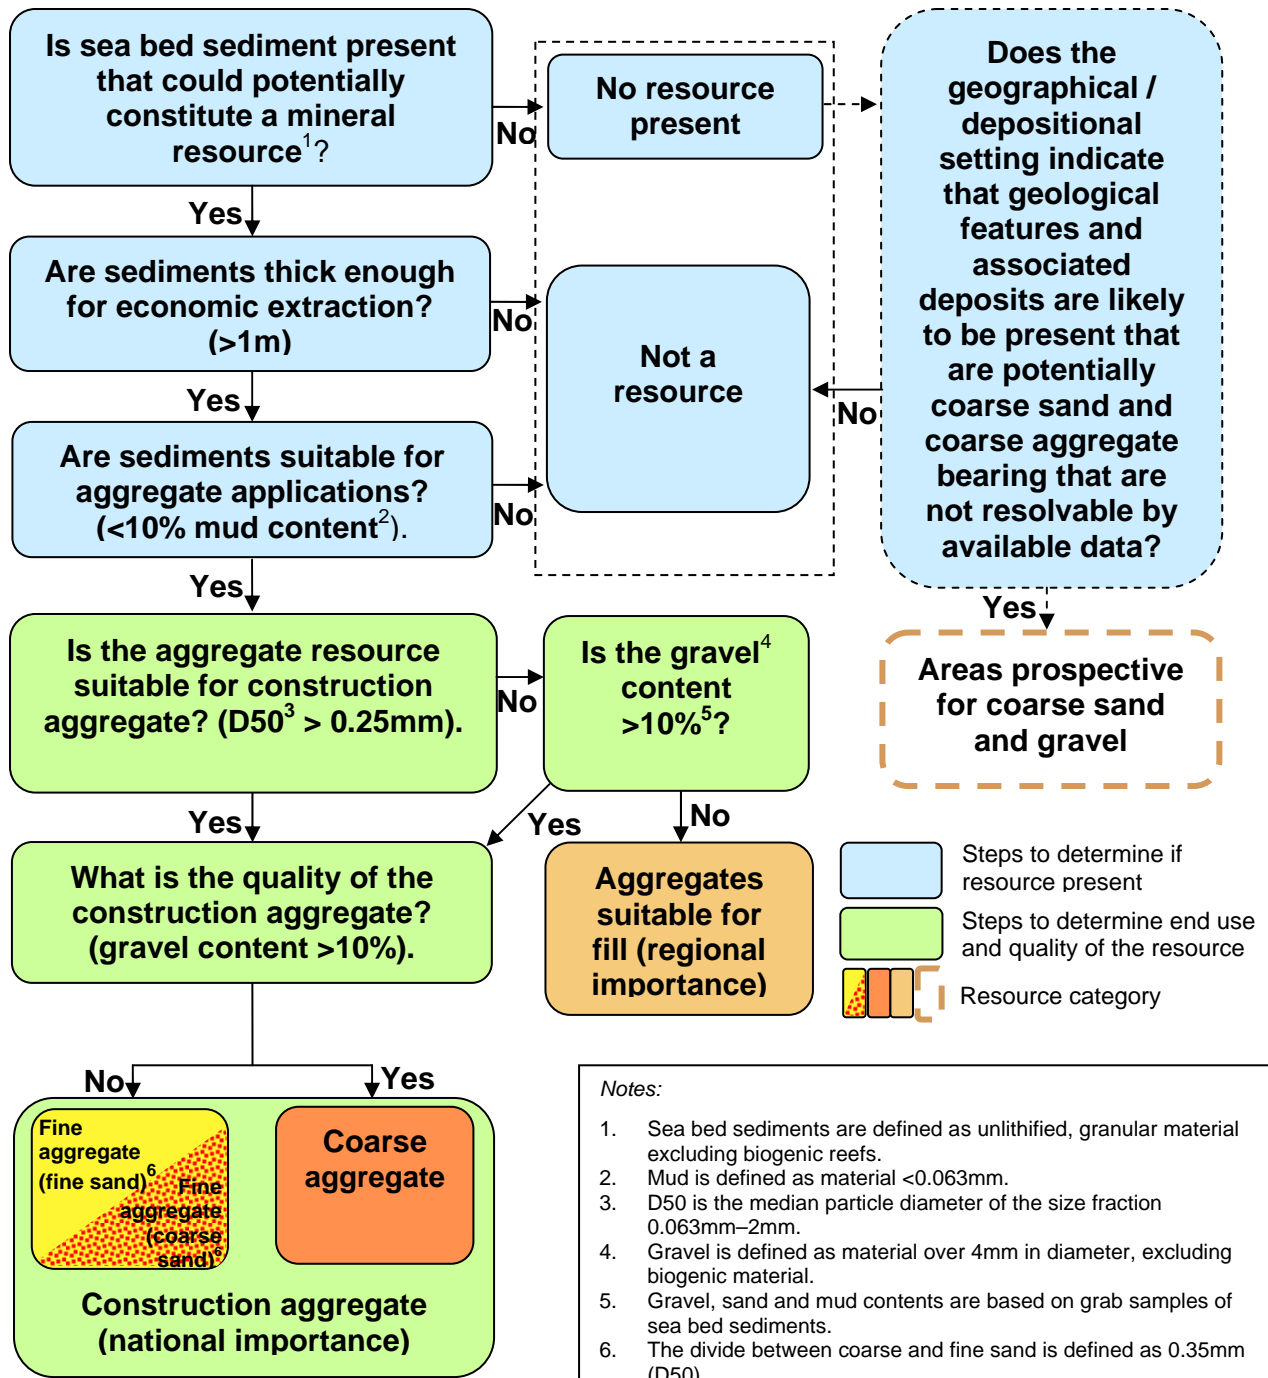 Is sea bed sediment present
that could potentially
constitute a mineral
resource1?
No
No resource
present
Does the
geographical /
depositional
setting indicate
that geological
features and
associated
deposits are likely
to be present that
are potentially
coarse sand and
coarse aggregate
bearing that are
not resolvable by
available data?
Yes
Are sediments thick enough
for economic extraction?
(>1m)
No
Not a
resource
No
Yes
Are sediments suitable for
aggregate applications?
(<10% mud content2).
No
Yes
Yes
Areas prospective
for coarse sand
and gravel
Is the aggregate resource
suitable for construction
aggregate? (D503 > 0.25mm).
No
Is the gravel4
content
>10%5?
Yes
Yes
No
What is the quality of the
construction aggregate?
(gravel content >10%).
Aggregates
suitable for
fill (regional
importance)
Steps to determine if
resource present
Steps to determine end use
and quality of the resource
Resource category
No
Yes
Fine
aggregate
(fine sand)6
Fine
aggregate
(coarse
sand)6
Coarse
aggregate
Construction aggregate
(national importance)
Notes:
1. Sea bed sediments are defined as unlithified, granular material
excluding biogenic reefs.
2. Mud is defined as material <0.063mm.
3. D50 is the median particle diameter of the size fraction
0.063mm–2mm.
4. Gravel is defined as material over 4mm in diameter, excluding
biogenic material.
5. Gravel, sand and mud contents are based on grab samples of
sea bed sediments.
6. The divide between coarse and fine sand is defined as 0.35mm
(D50)